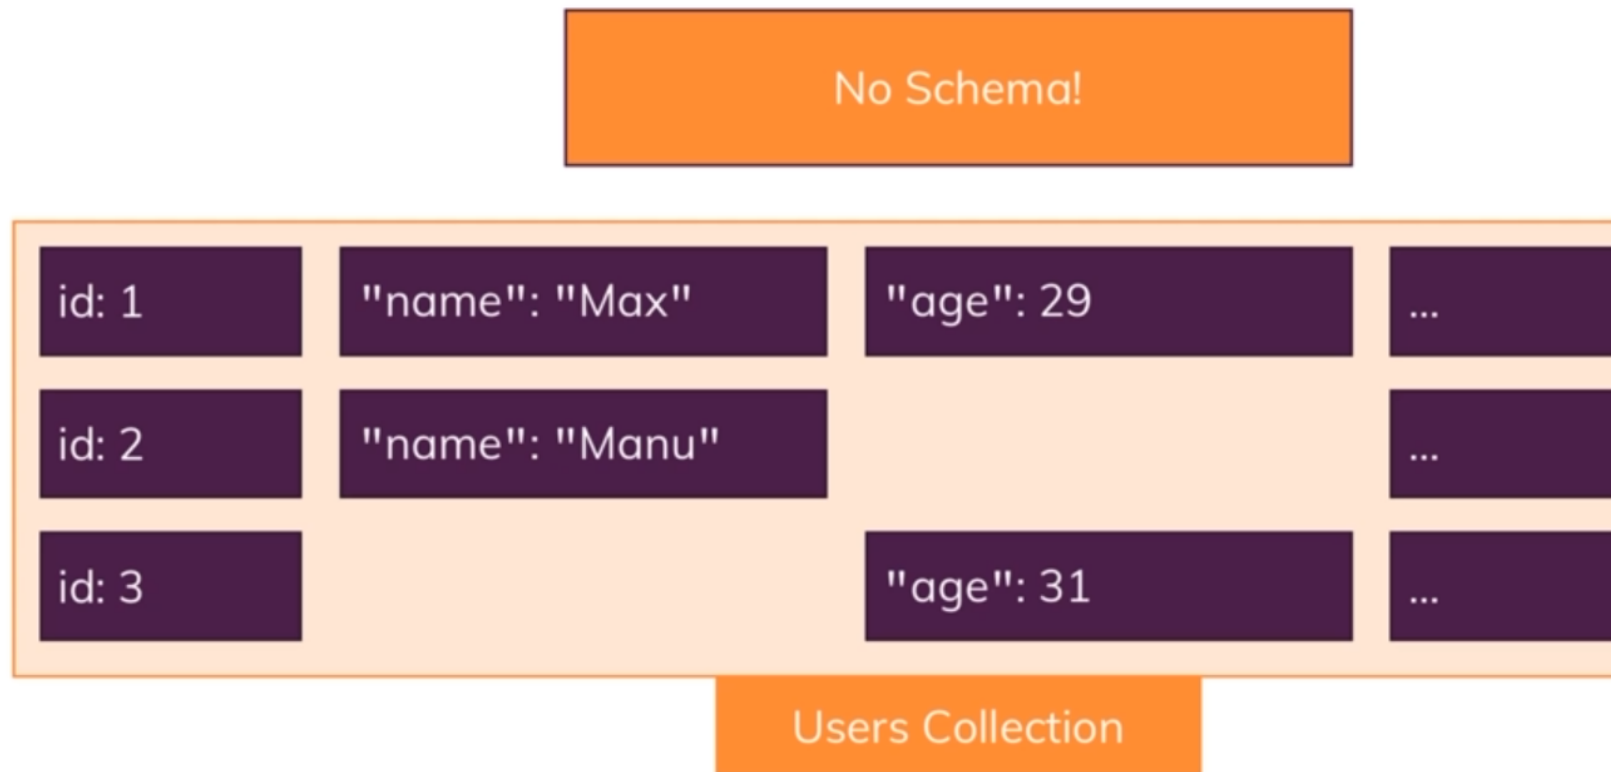 No Schema!
id: 1 "name": "Max" "age": 29 ...
id: 2 "name": "Manu" ...
id: 3 "age": 31 ...
Users Collection